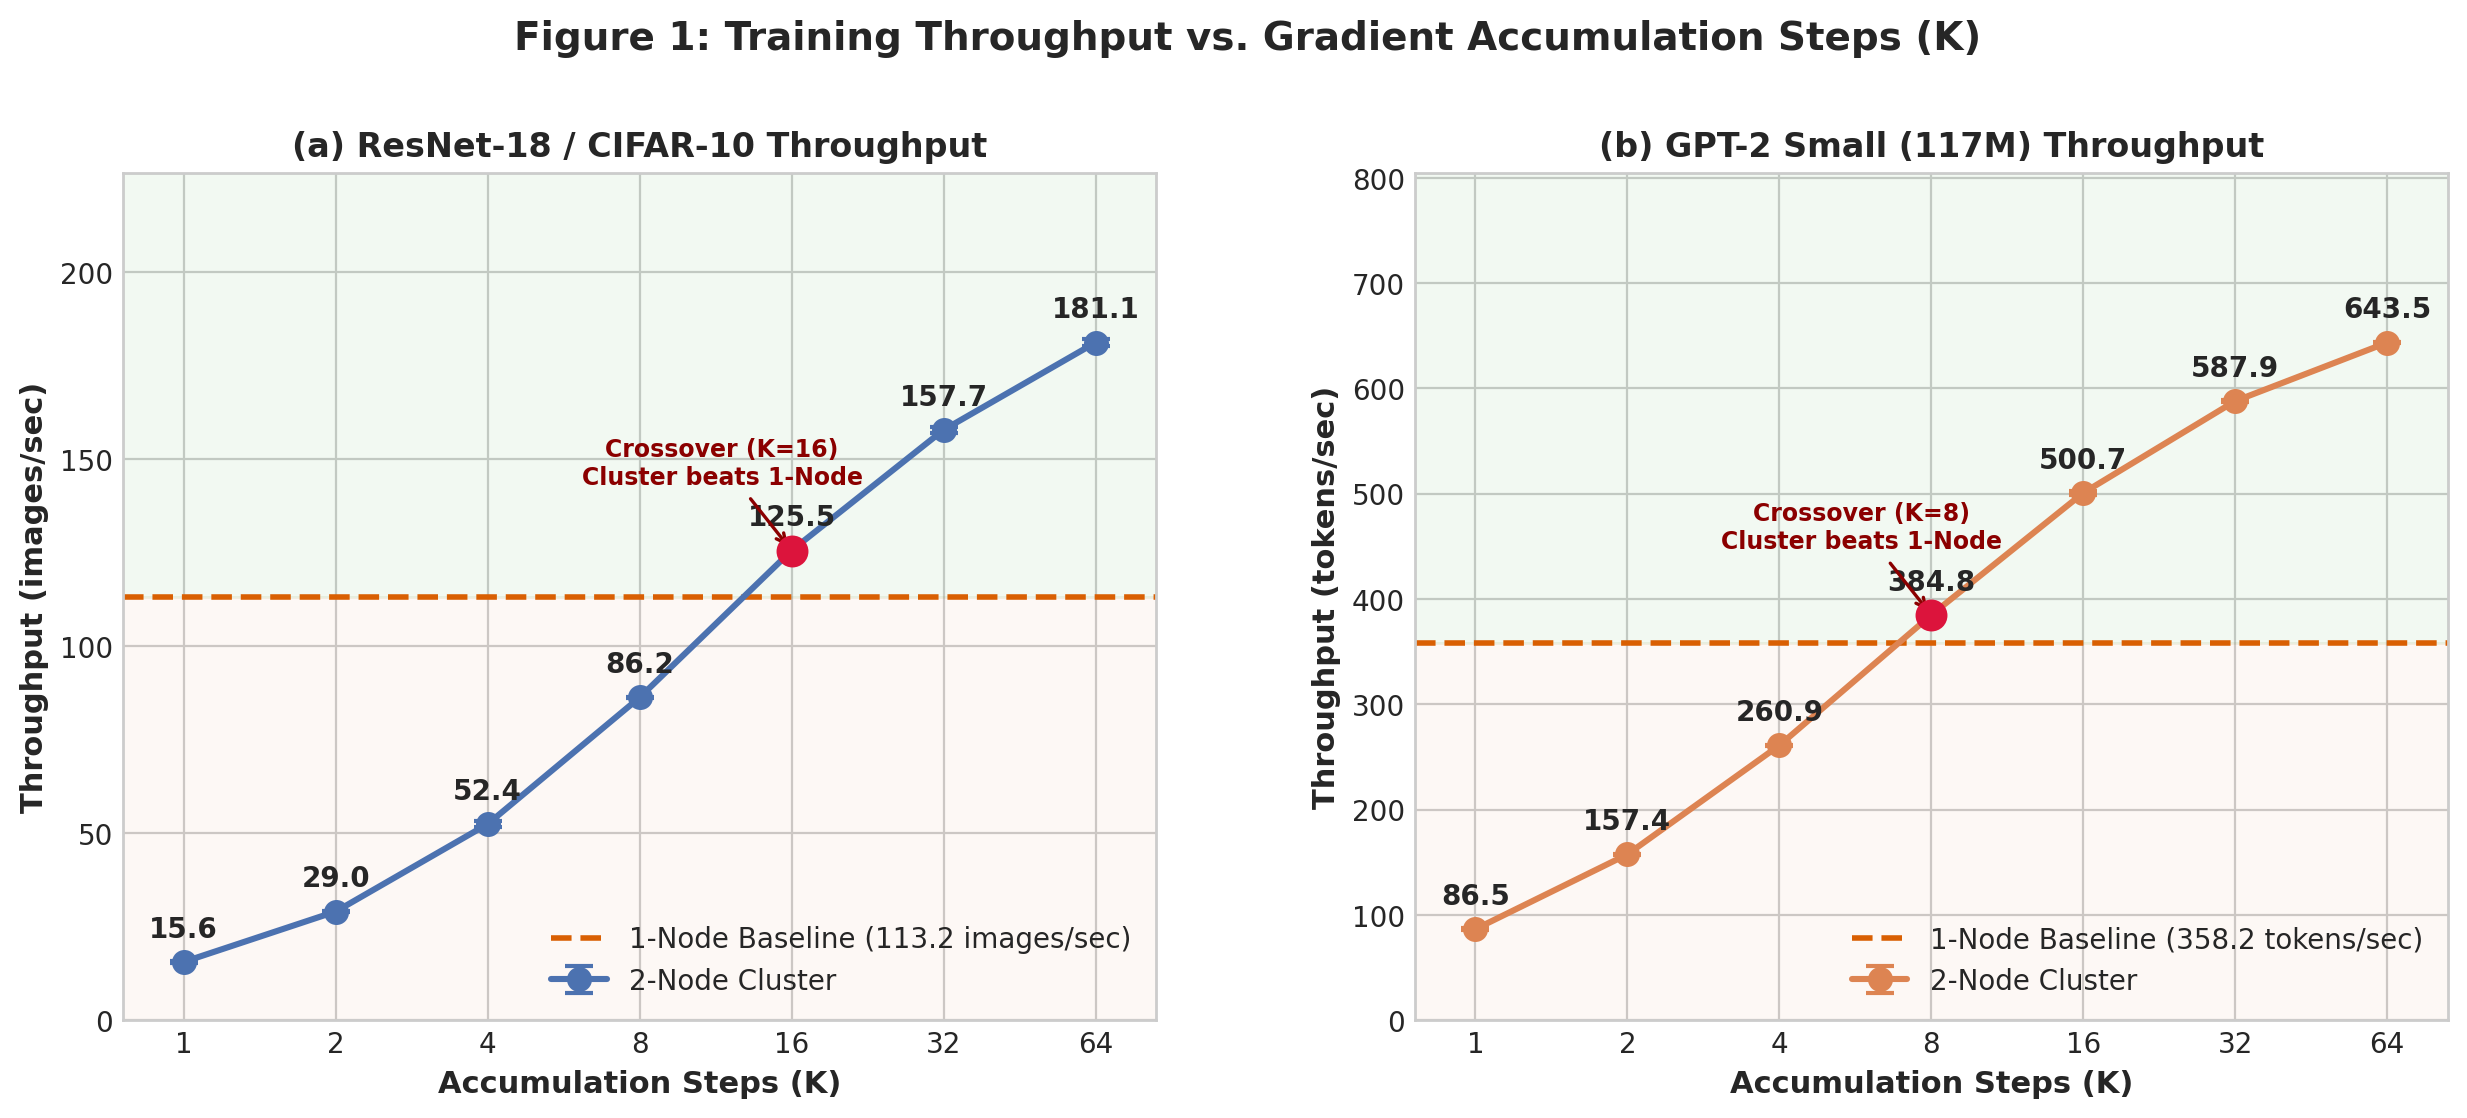 Figure 1: Training Throughput vs. Gradient Accumulation Steps (K)
(a) ResNet-18 / CIFAR-10 Throughput
Throughput (images/sec)
200
150
100
50
0
181.1
157.7
Crossover (K=16)
Cluster beats 1-Node
125.5
86.2
52.4
29.0
15.6
1-Node Baseline (113.2 images/sec)
2-Node Cluster
1 2 4 8 16 32 64
Accumulation Steps (K)
(b) GPT-2 Small (117M) Throughput
Throughput (tokens/sec)
800
700
600
500
400
300
200
100
0
643.5
587.9
500.7
Crossover (K=8)
Cluster beats 1-Node
384.8
260.9
157.4
86.5
1-Node Baseline (358.2 tokens/sec)
2-Node Cluster
1 2 4 8 16 32 64
Accumulation Steps (K)